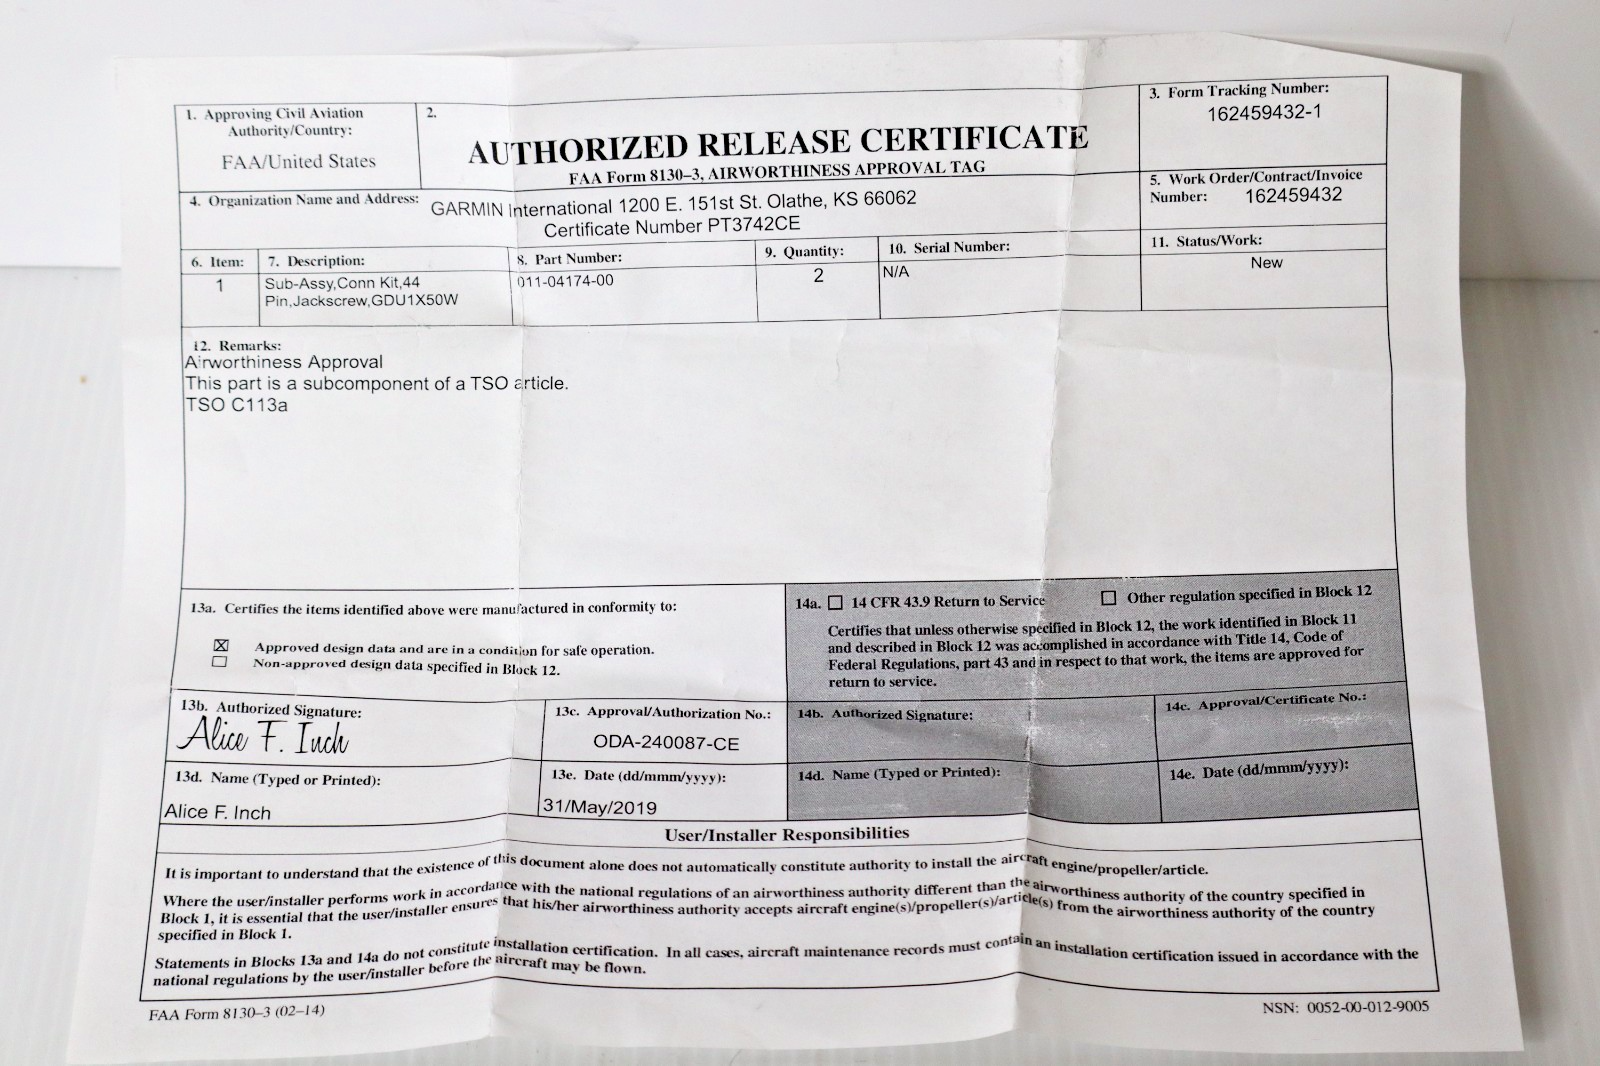 1. Approving Civil Aviation
Authority/Country:
FAA/United States
2.
AUTHORIZED RELEASE CERTIFICATE
FAA Form 8130–3, AIRWORTHINESS APPROVAL TAG
3. Form Tracking Number:
162459432-1
4. Organization Name and Address:
GARMIN International 1200 E. 151st St. Olathe, KS 66062
Certificate Number PT3742CE
5. Work Order/Contract/Invoice
Number: 162459432
6. Item:
7. Description:
8. Part Number:
9. Quantity:
10. Serial Number:
11. Status/Work:
1
Sub-Assy,Conn Kit,44
Pin,Jackscrew,GDU1X50W
011-04174-00
2
N/A
New
12. Remarks:
Airworthiness Approval
This part is a subcomponent of a TSO article.
TSO C113a
13a. Certifies the items identified above were manufactured in conformity to:
☒ Approved design data and are in a condition for safe operation.
☐ Non-approved design data specified in Block 12.
14a. ☐ 14 CFR 43.9 Return to Service ☐ Other regulation specified in Block 12
Certifies that unless otherwise specified in Block 12, the work identified in Block 11
and described in Block 12 was accomplished in accordance with Title 14, Code of
Federal Regulations, part 43 and in respect to that work, the items are approved for
return to service.
13b. Authorized Signature:
Alice F. Inch
13c. Approval/Authorization No.:
ODA-240087-CE
14b. Authorized Signature:
14c. Approval/Certificate No.:
13d. Name (Typed or Printed):
Alice F. Inch
13e. Date (dd/mmm/yyyy):
31/May/2019
14d. Name (Typed or Printed):
14e. Date (dd/mmm/yyyy):
User/Installer Responsibilities
It is important to understand that the existence of this document alone does not automatically constitute authority to install the aircraft engine/propeller/article.
Where the user/installer performs work in accordance with the national regulations of an airworthiness authority different than the airworthiness authority of the country specified in
Block 1, it is essential that the user/installer ensures that his/her airworthiness authority accepts aircraft engine(s)/propeller(s)/article(s) from the airworthiness authority of the country
specified in Block 1.
Statements in Blocks 13a and 14a do not constitute installation certification. In all cases, aircraft maintenance records must contain an installation certification issued in accordance with the
national regulations by the user/installer before the aircraft may be flown.
FAA Form 8130–3 (02–14)
NSN: 0052-00-012-9005